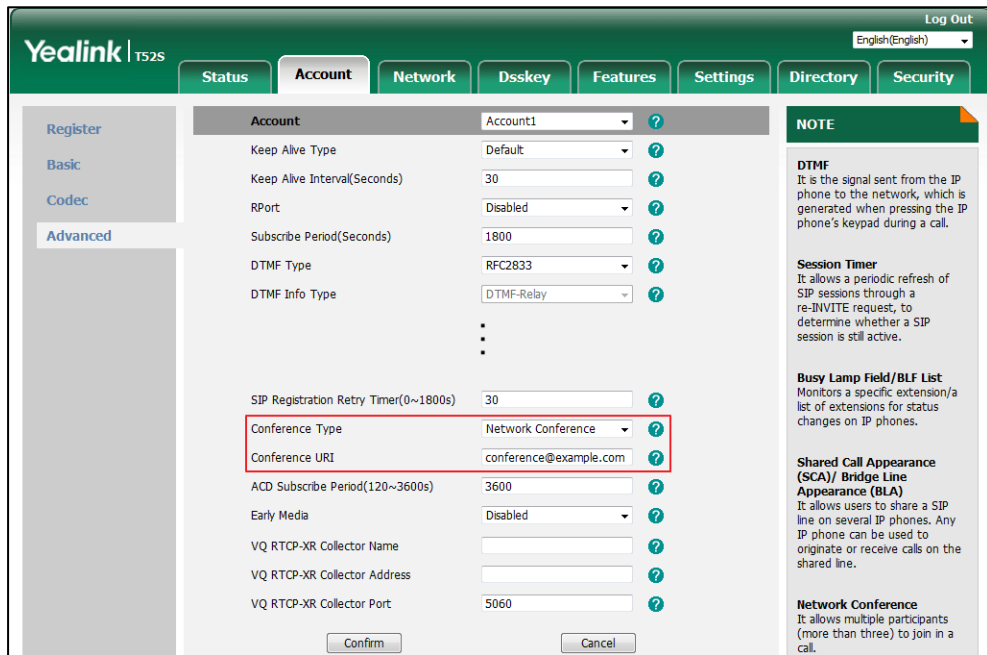 Log Out
Yealink T52S
English(English)
Status Account Network Dsskey Features Settings Directory Security
Register
Basic
Codec
Advanced
Account Account1
Keep Alive Type Default
Keep Alive Interval(Seconds) 30
RPort Disabled
Subscribe Period(Seconds) 1800
DTMF Type RFC2833
DTMF Info Type DTMF-Relay
SIP Registration Retry Timer(0~1800s) 30
Conference Type Network Conference
Conference URI conference@example.com
ACD Subscribe Period(120~3600s) 3600
Early Media Disabled
VQ RTCP-XR Collector Name
VQ RTCP-XR Collector Address
VQ RTCP-XR Collector Port 5060
Confirm Cancel
NOTE
DTMF
It is the signal sent from the IP
phone to the network, which is
generated when pressing the IP
phone's keypad during a call.
Session Timer
It allows a periodic refresh of
SIP sessions through a
re-INVITE request, to
determine whether a SIP
session is still active.
Busy Lamp Field/BLF List
Monitors a specific extension/a
list of extensions for status
changes on IP phones.
Shared Call Appearance
(SCA)/ Bridge Line
Appearance (BLA)
It allows users to share a SIP
line on several IP phones. Any
IP phone can be used to
originate or receive calls on the
shared line.
Network Conference
It allows multiple participants
(more than three) to join in a
call.